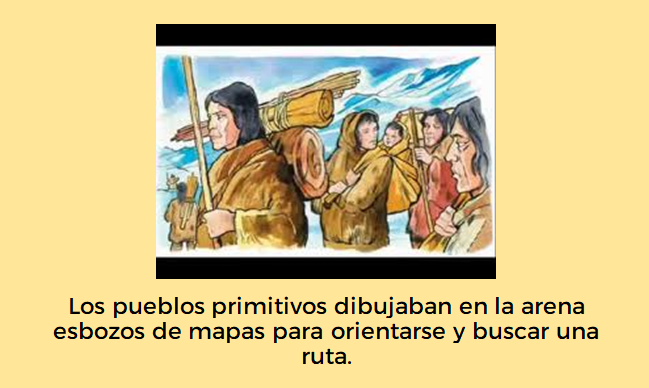 Los pueblos primitivos dibujaban en la arena
esbozos de mapas para orientarse y buscar una
ruta.